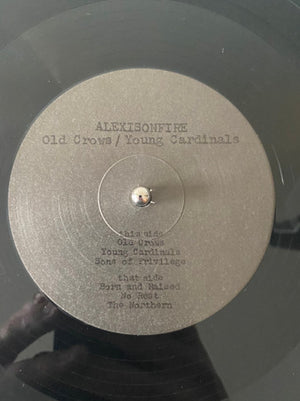 ALEXISONFIRE
Old Crows/Young Cardinals
this side
Old Crows
Young Cardinals
Sons of Privilege
that side
Born and Raised
No Rest
The Northern